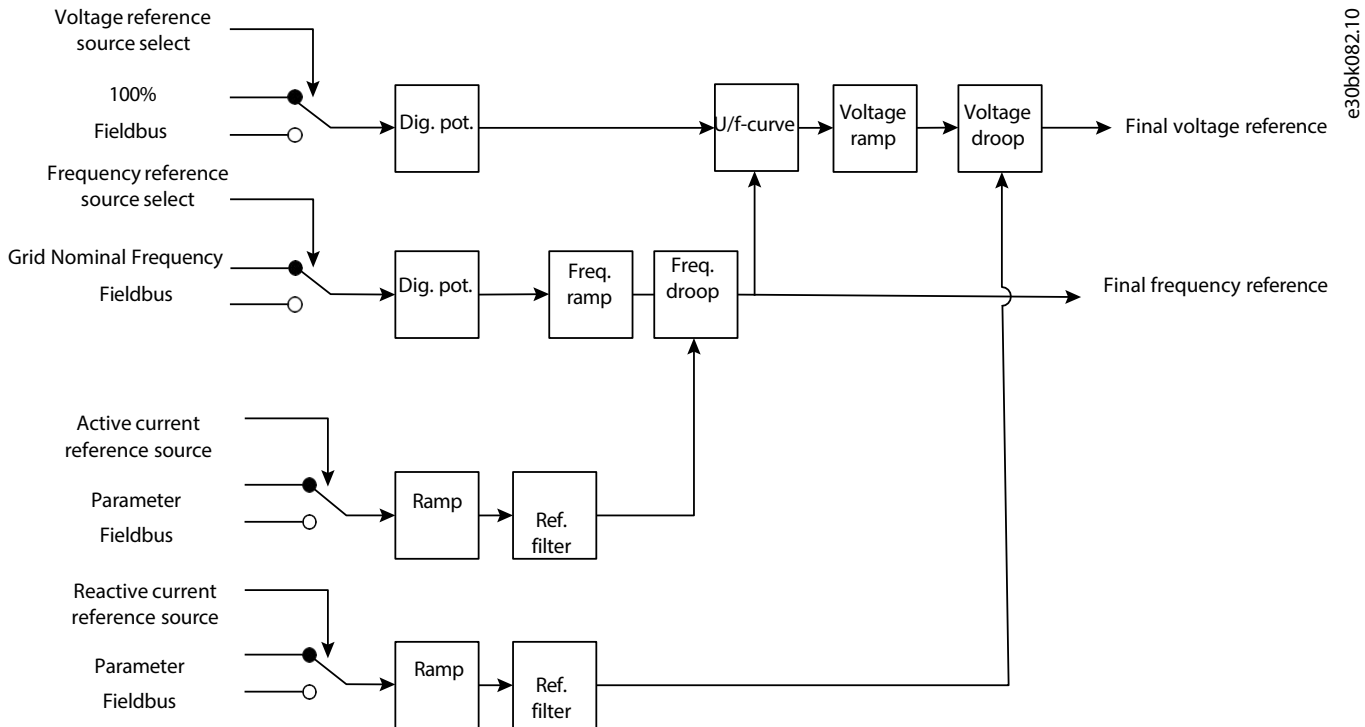 Voltage reference
source select
100%
Fieldbus
Dig. pot.
U/f-curve
Voltage
ramp
Voltage
droop
Final voltage reference
e30bk082.10
Frequency reference
source select
Grid Nominal Frequency
Fieldbus
Dig. pot.
Freq.
ramp
Freq.
droop
Final frequency reference
Active current
reference source
Parameter
Fieldbus
Ramp
Ref.
filter
Reactive current
reference source
Parameter
Fieldbus
Ramp
Ref.
filter